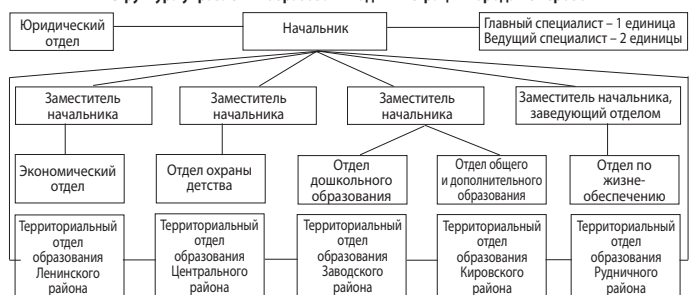 Юридический
отдел
Начальник
Главный специалист – 1 единица
Ведущий специалист – 2 единицы
Заместитель
начальника
Заместитель
начальника
Заместитель
начальника
Заместитель начальника,
заведующий отделом
Экономический
отдел
Отдел охраны
детства
Отдел
дошкольного
образования
Отдел общего
и дополнительного
образования
Отдел по
жизне-
обеспечению
Территориальный
отдел
образования
Ленинского
района
Территориальный
отдел
образования
Центрального
района
Территориальный
отдел
образования
Заводского
района
Территориальный
отдел
образования
Кировского
района
Территориальный
отдел
образования
Рудничного
района